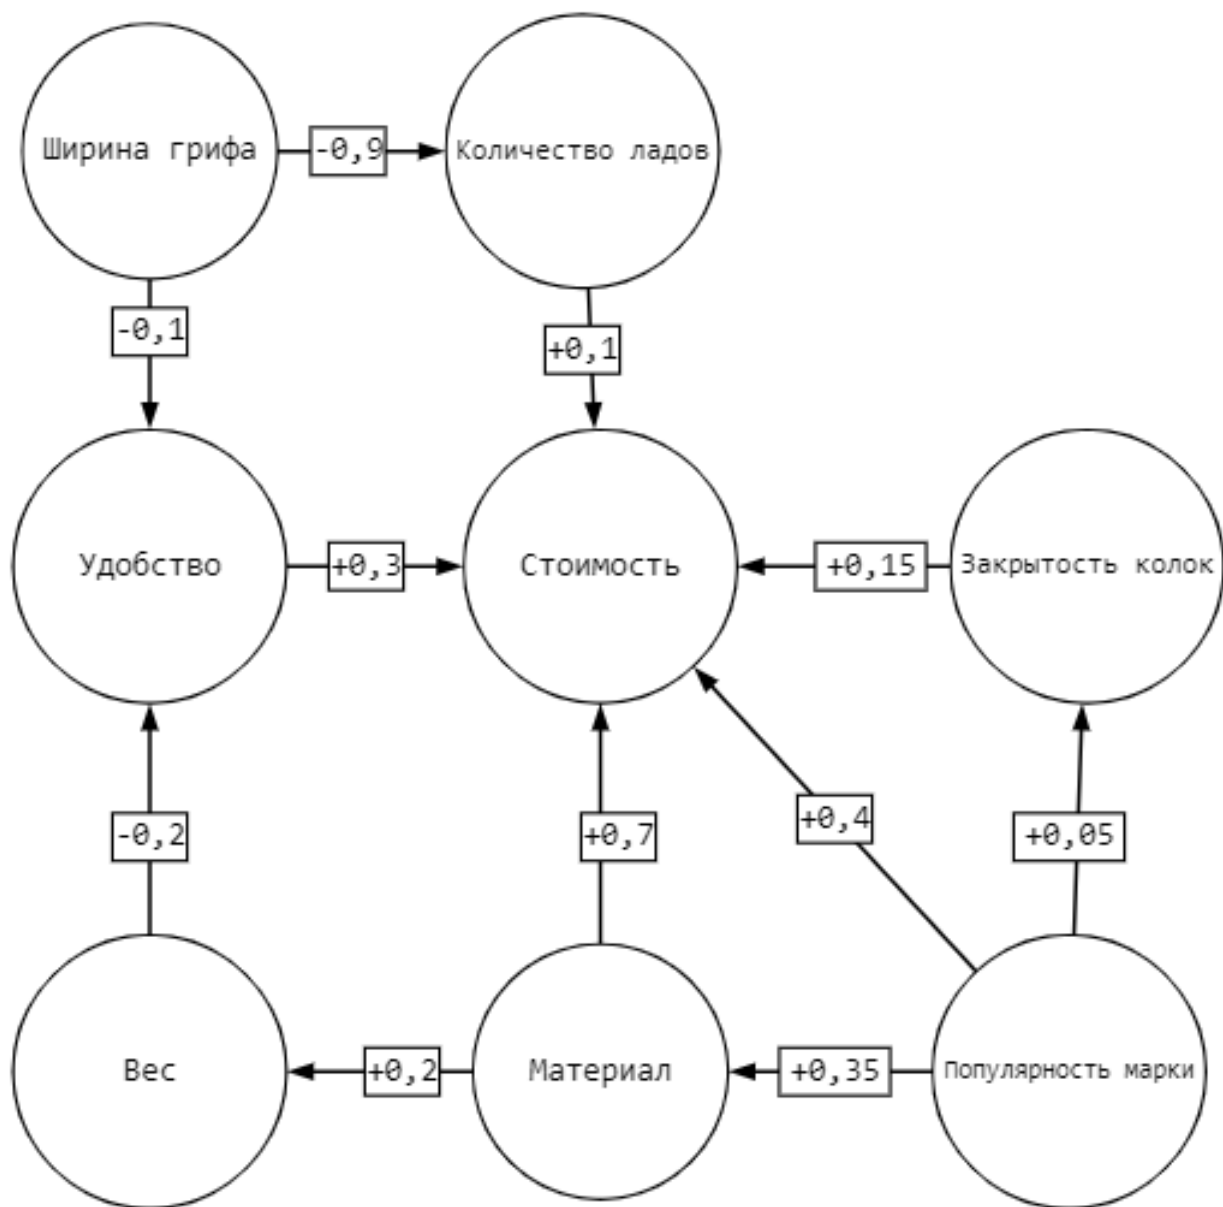 Ширина грифа
-0,9
Количество ладов
-0,1
+0,1
Удобство
+0,3
Стоимость
+0,15
Закрытость колок
-0,2
+0,7
+0,4
+0,05
Вес
+0,2
Материал
+0,35
Популярность марки